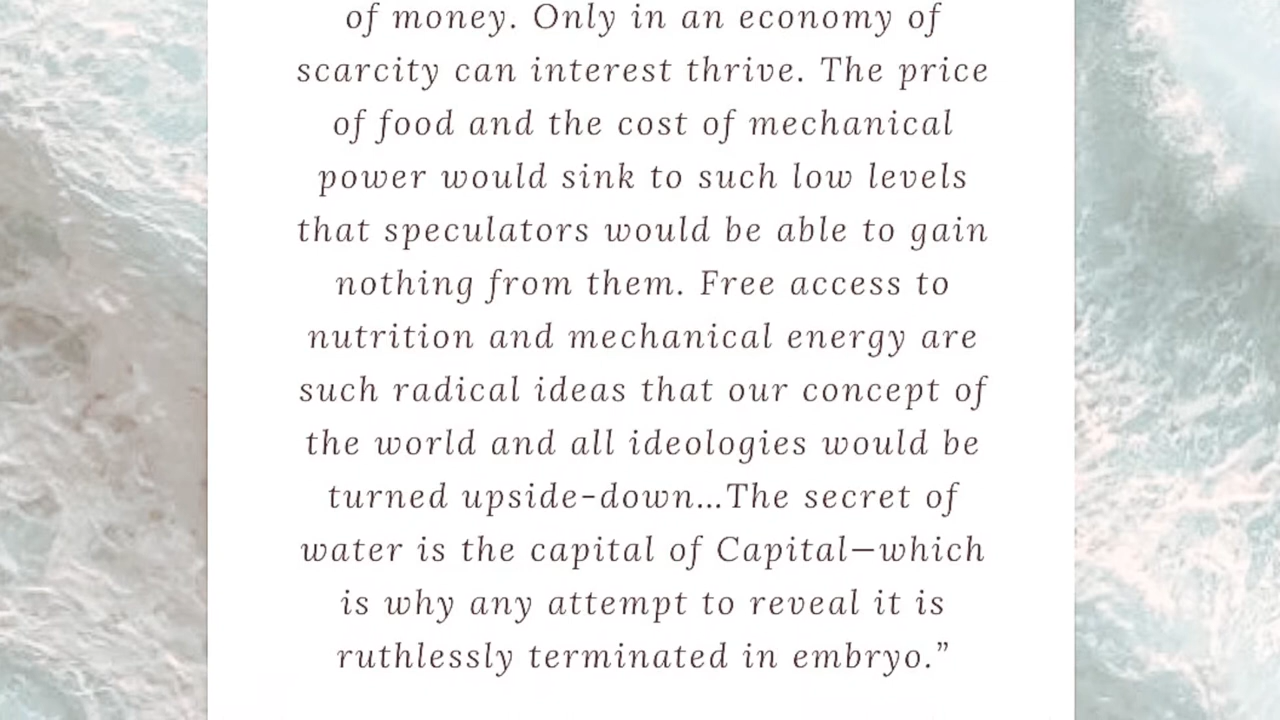 of money. Only in an economy of
scarcity can interest thrive. The price
of food and the cost of mechanical
power would sink to such low levels
that speculators would be able to gain
nothing from them. Free access to
nutrition and mechanical energy are
such radical ideas that our concept of
the world and all ideologies would be
turned upside-down...The secret of
water is the capital of Capital—which
is why any attempt to reveal it is
ruthlessly terminated in embryo.”